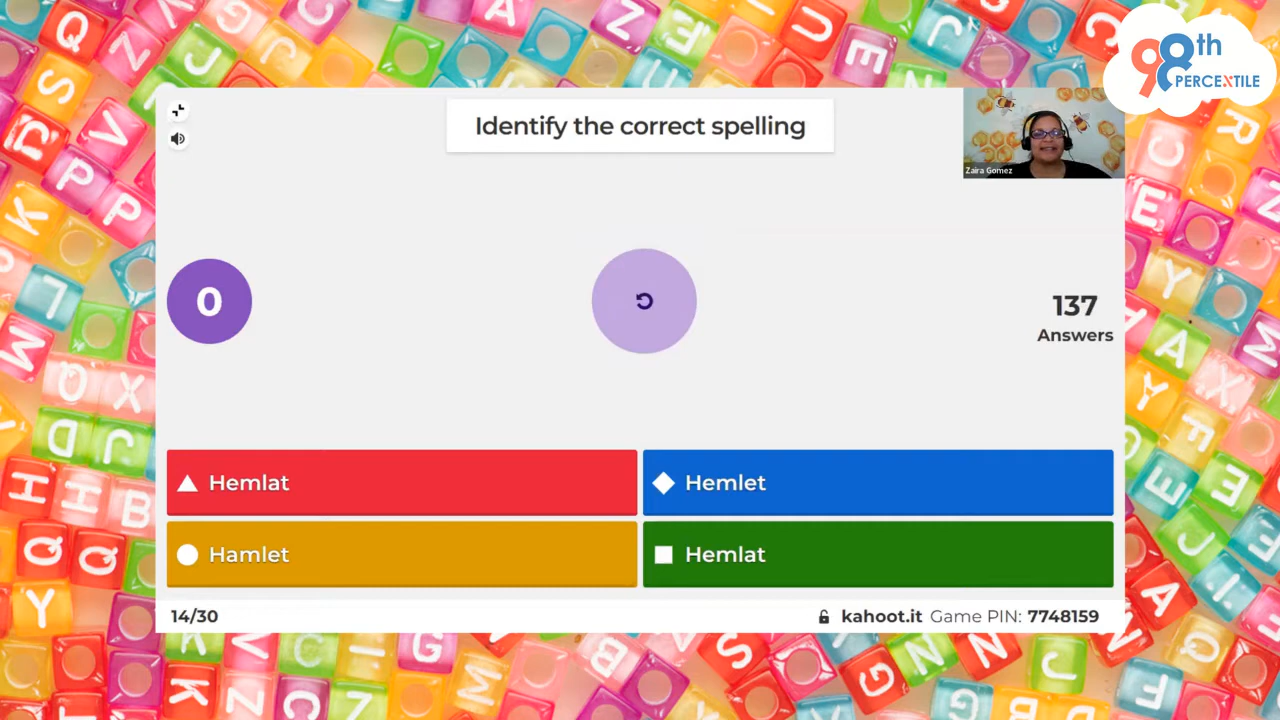 98th
PERCENTILE
Identify the correct spelling
Zaira Gomez
0
137
Answers
Hemlat
Hemlet
Hamlet
Hemlat
14/30
kahoot.it Game PIN: 7748159